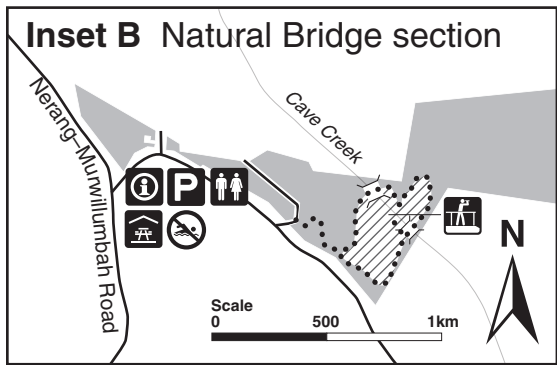 Inset B Natural Bridge section
Nerang–Murwillumbah Road
Cave Creek
i
P
N
Scale
0 500 1km